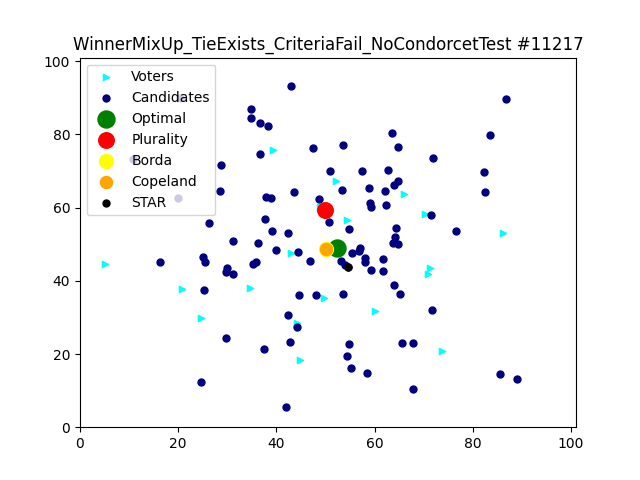 WinnerMixUp_TieExists_CriteriaFail_NoCondorcetTest #11217
100
80
60
40
20
0
Voters
Candidates
Optimal
Plurality
Borda
Copeland
STAR
0 20 40 60 80 100